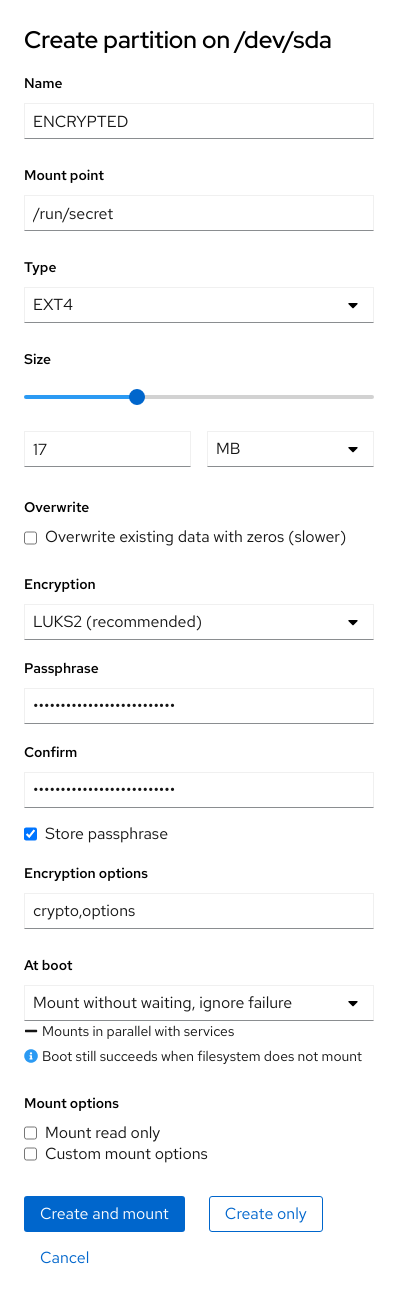 Create partition on /dev/sda
Name
ENCRYPTED
Mount point
/run/secret
Type
EXT4
Size
17
MB
Overwrite
Overwrite existing data with zeros (slower)
Encryption
LUKS2 (recommended)
Passphrase
••••••••••••••••••••••••••
Confirm
••••••••••••••••••••••••••
Store passphrase
Encryption options
crypto,options
At boot
Mount without waiting, ignore failure
Mounts in parallel with services
Boot still succeeds when filesystem does not mount
Mount options
Mount read only
Custom mount options
Create and mount
Create only
Cancel